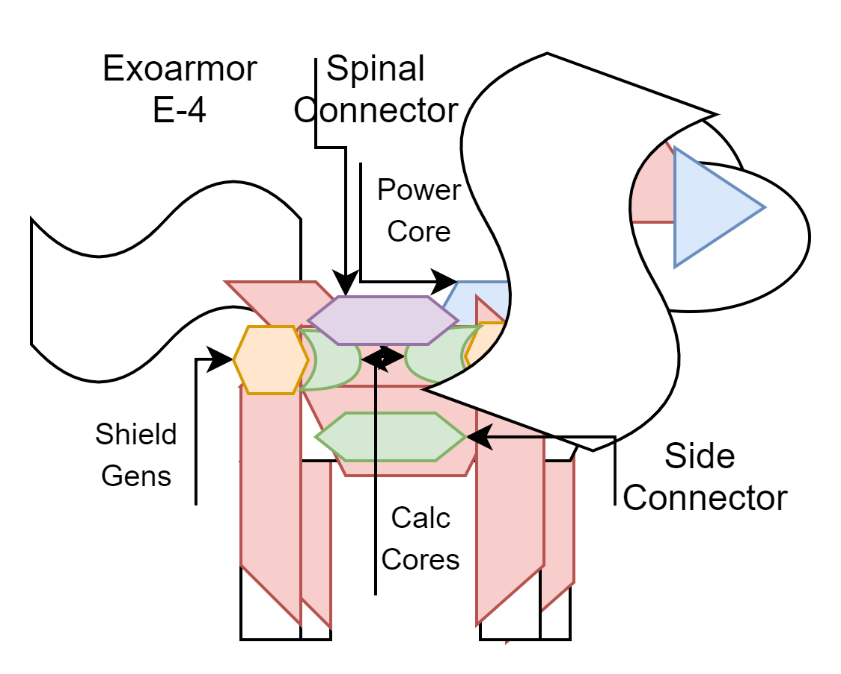 Exoarmor
E-4
Spinal
Connector
Power
Core
Shield
Gens
Calc
Cores
Side
Connector